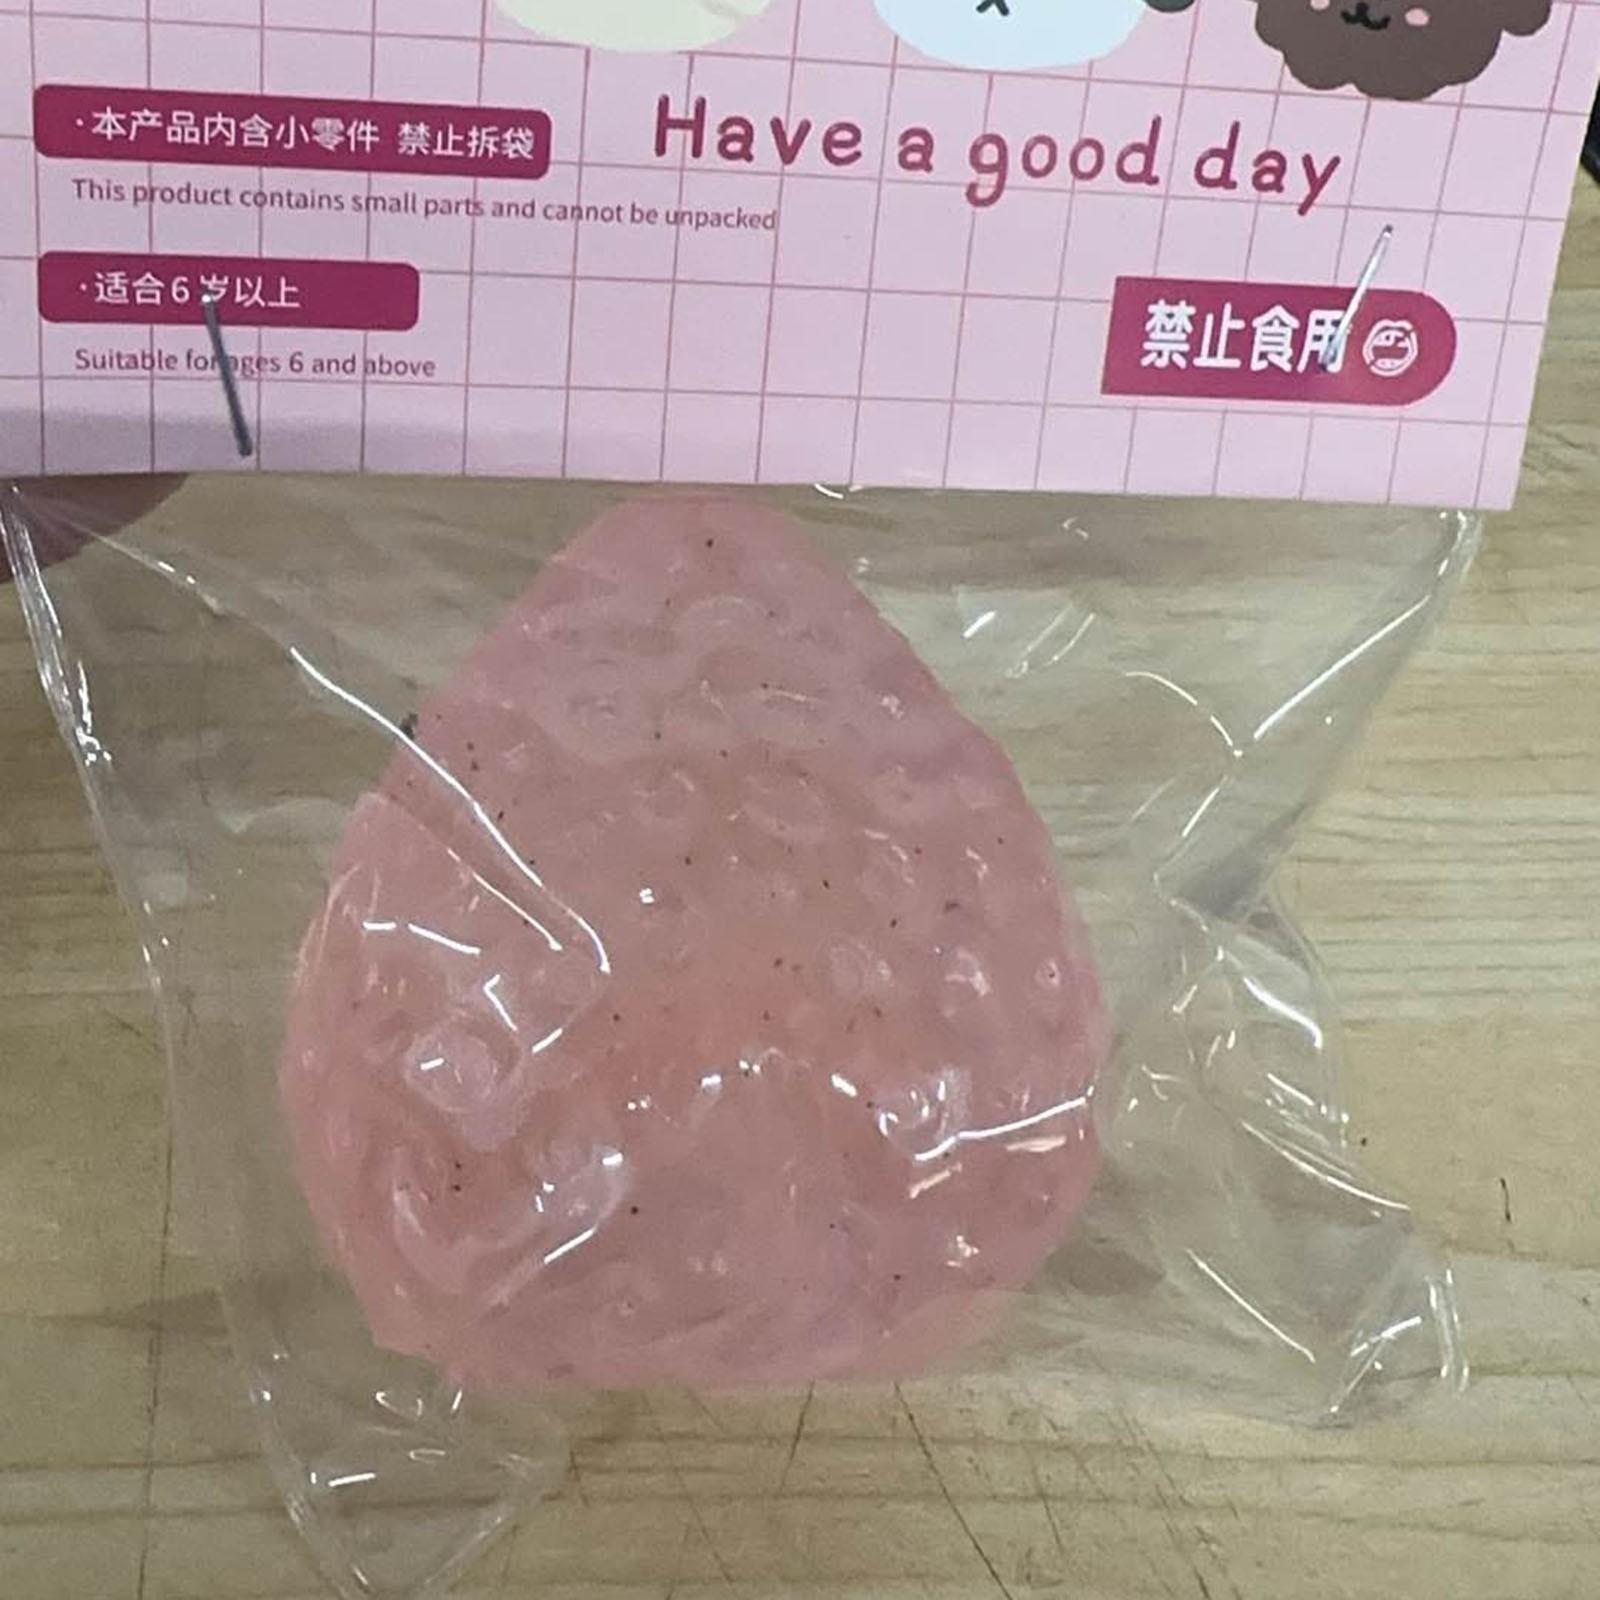 ·本产品内含小零件 禁止拆袋
This product contains small parts and cannot be unpacked
Have a good day
·适合6岁以上
Suitable for ages 6 and above
禁止食用